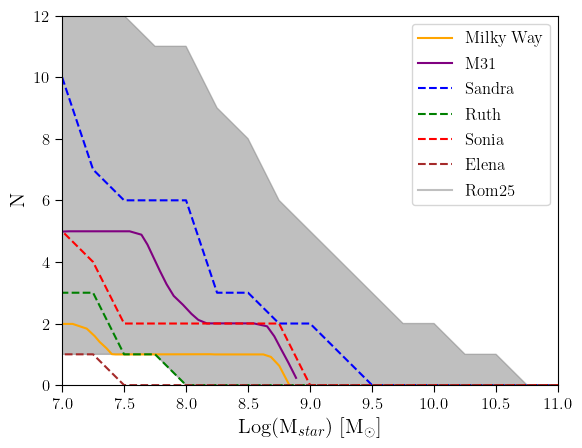 12
10
8
6
4
2
0
N
7.0 7.5 8.0 8.5 9.0 9.5 10.0 10.5 11.0
Log(M$_{star}$) [M$_{\odot}$]
Milky Way
M31
Sandra
Ruth
Sonia
Elena
Rom25